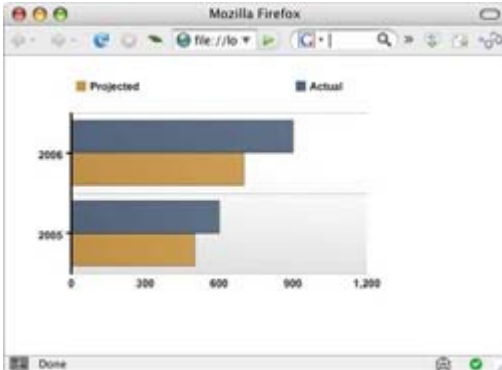 Mozilla Firefox
file://lo
G
Projected
Actual
2006
2005
0
300
600
900
1,200
Done